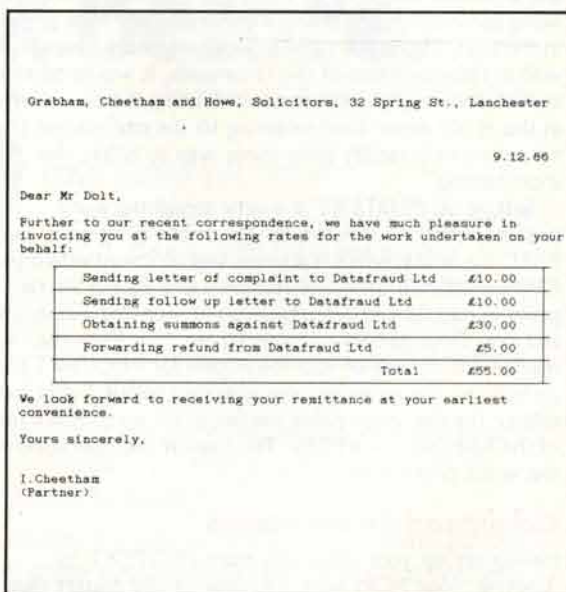 Grabham, Cheetham and Howe, Solicitors, 32 Spring St., Lanchester
9.12.86
Dear Mr Dolt,
Further to our recent correspondence, we have much pleasure in
invoicing you at the following rates for the work undertaken on your
behalf:
Sending letter of complaint to Datafraud Ltd £10.00
Sending follow up letter to Datafraud Ltd £10.00
Obtaining summons against Datafraud Ltd £30.00
Forwarding refund from Datafraud Ltd £5.00
Total £55.00
We look forward to receiving your remittance at your earliest
convenience.
Yours sincerely,
I.Cheetham
(Partner)